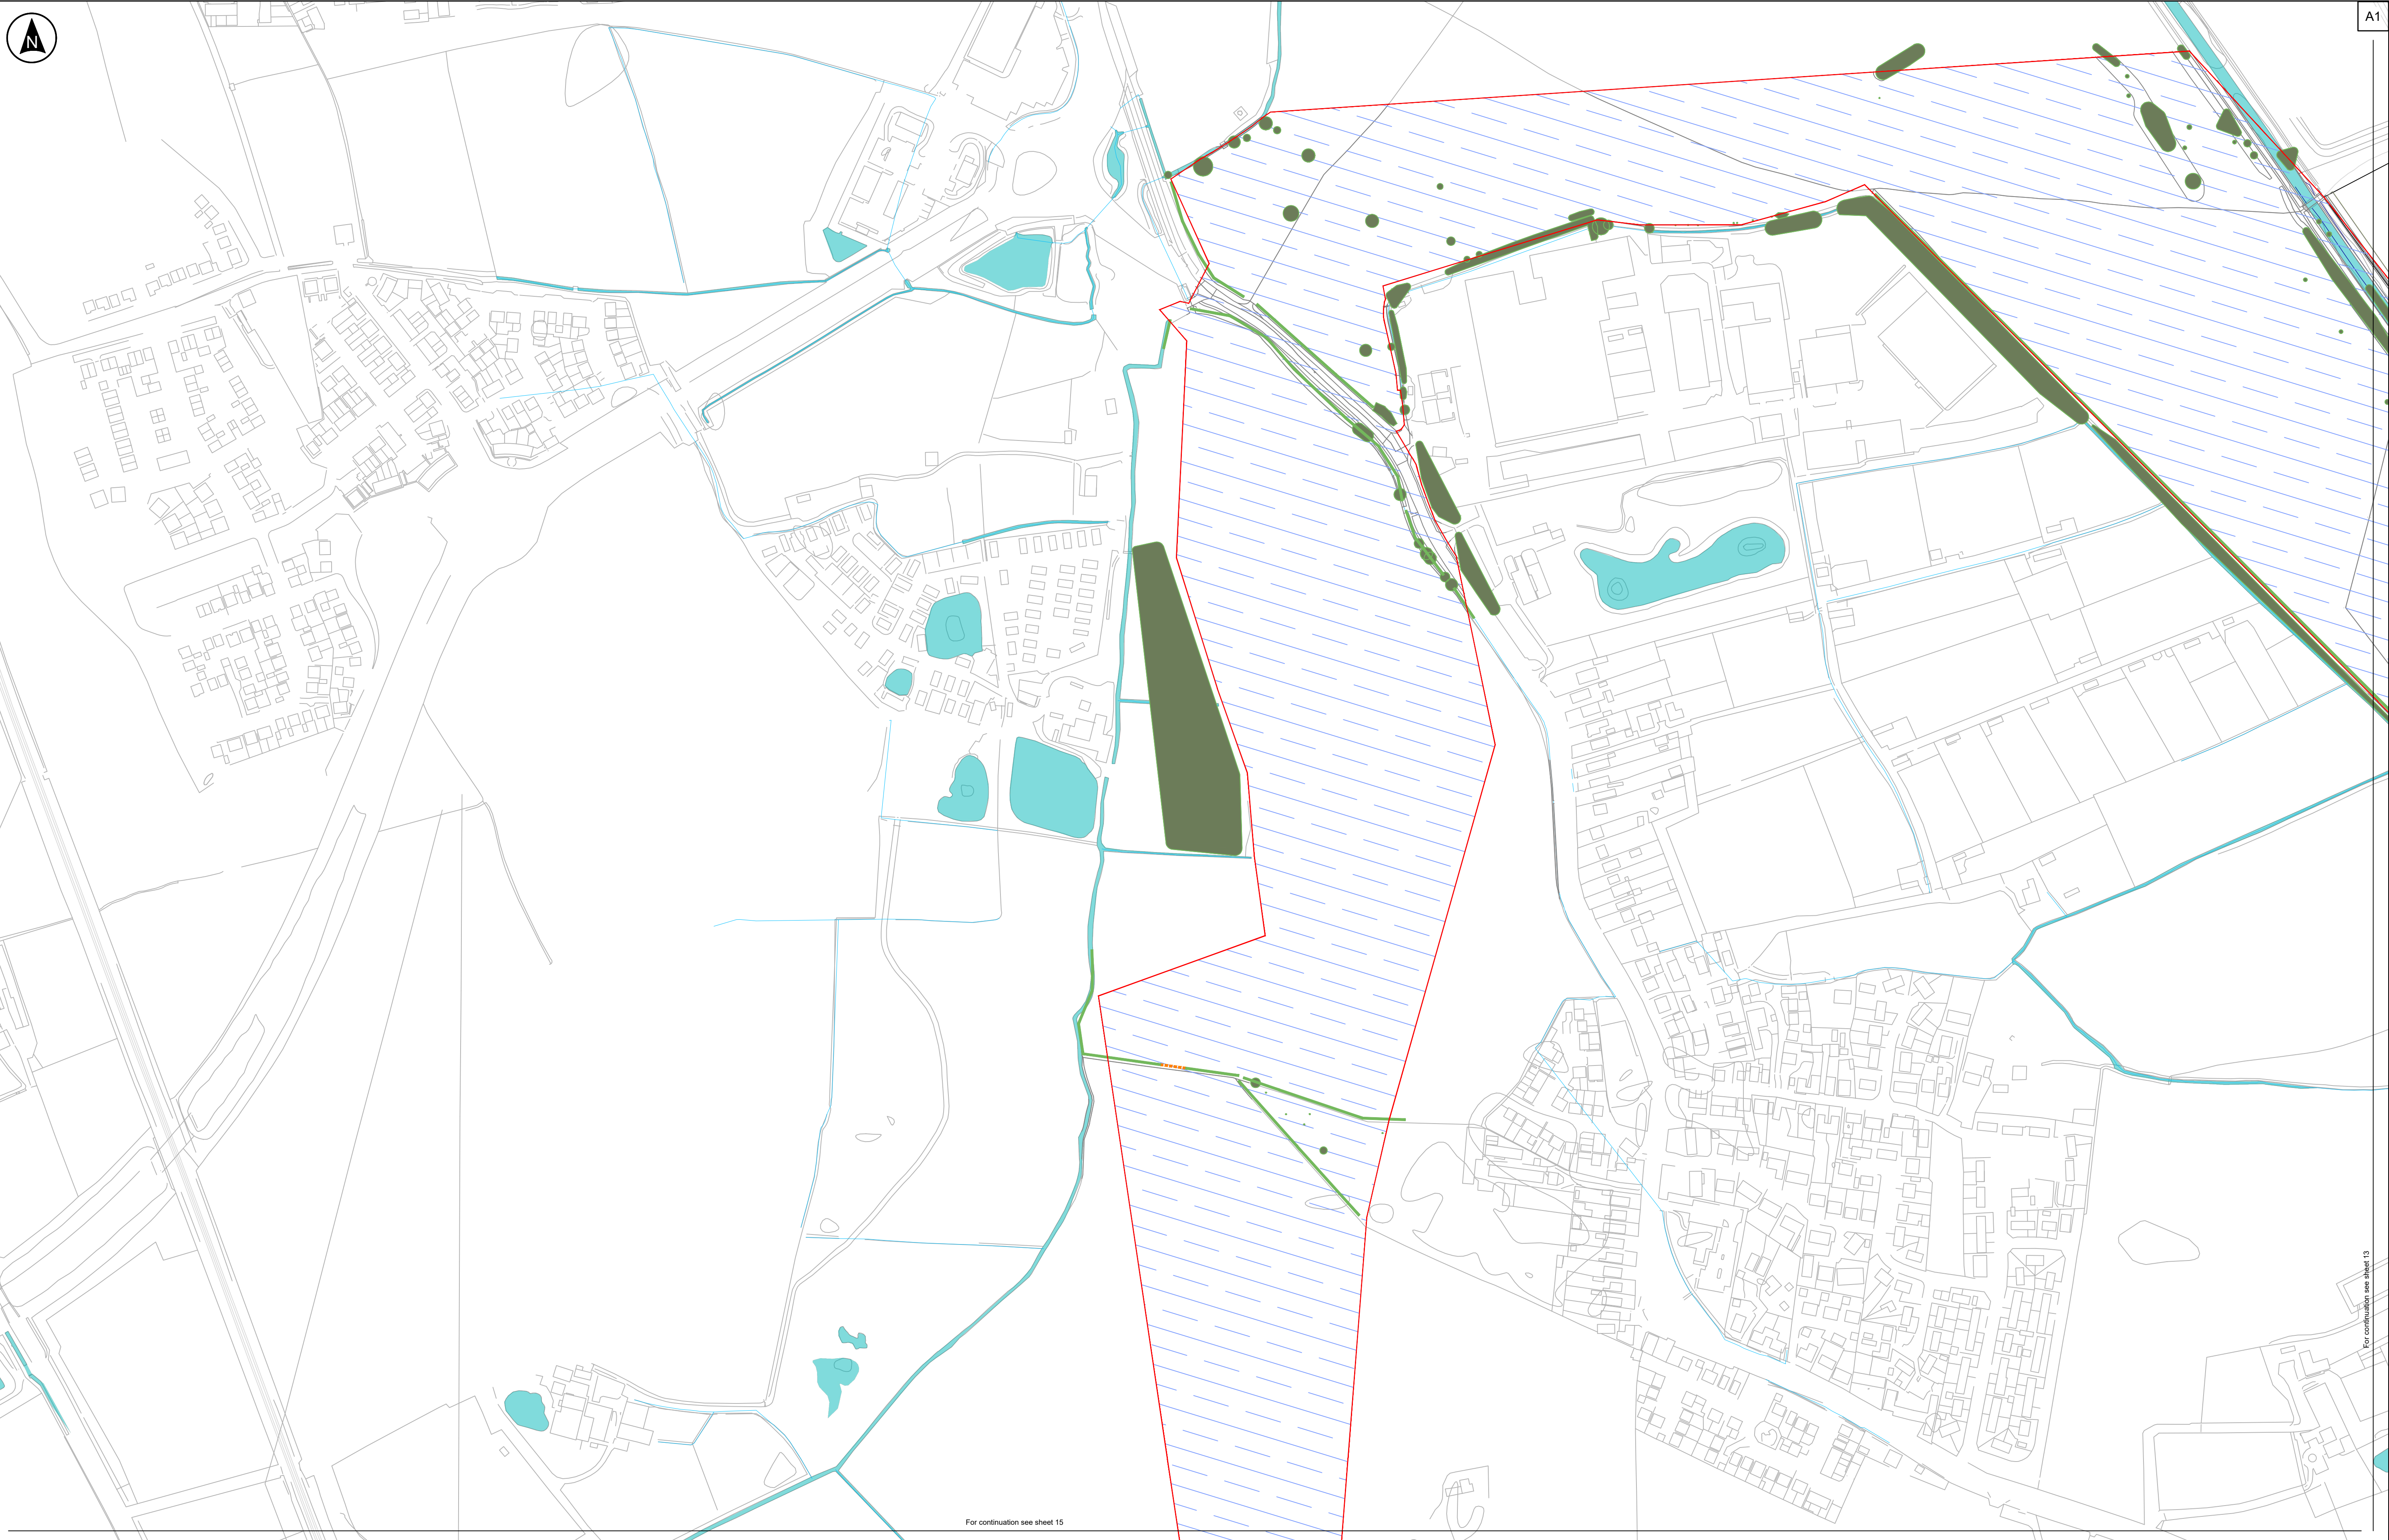 N
A1
For continuation see sheet 13
For continuation see sheet 15